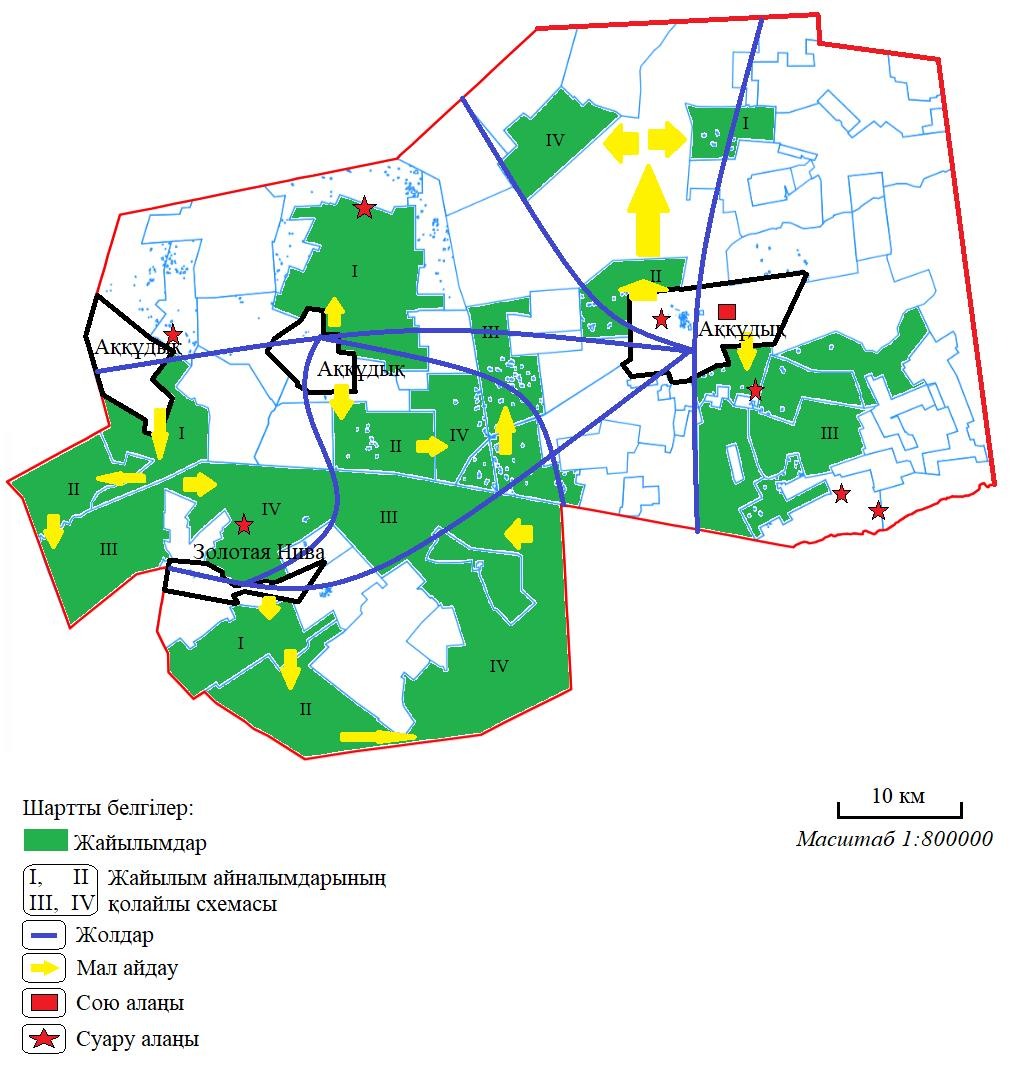 IV
I
I
II
III
Аққұдық
Аққұдық
Аққұдық
I
II
IV
III
II
IV
III
III
Золотая Нива
I
IV
II
Шартты белгілер:
10 км
Масштаб 1:800000
Жайылымдар
I, II
III, IV
Жайылым айналымдарының
қолайлы схемасы
Жолдар
Мал айдау
Сою алаңы
Суару алаңы